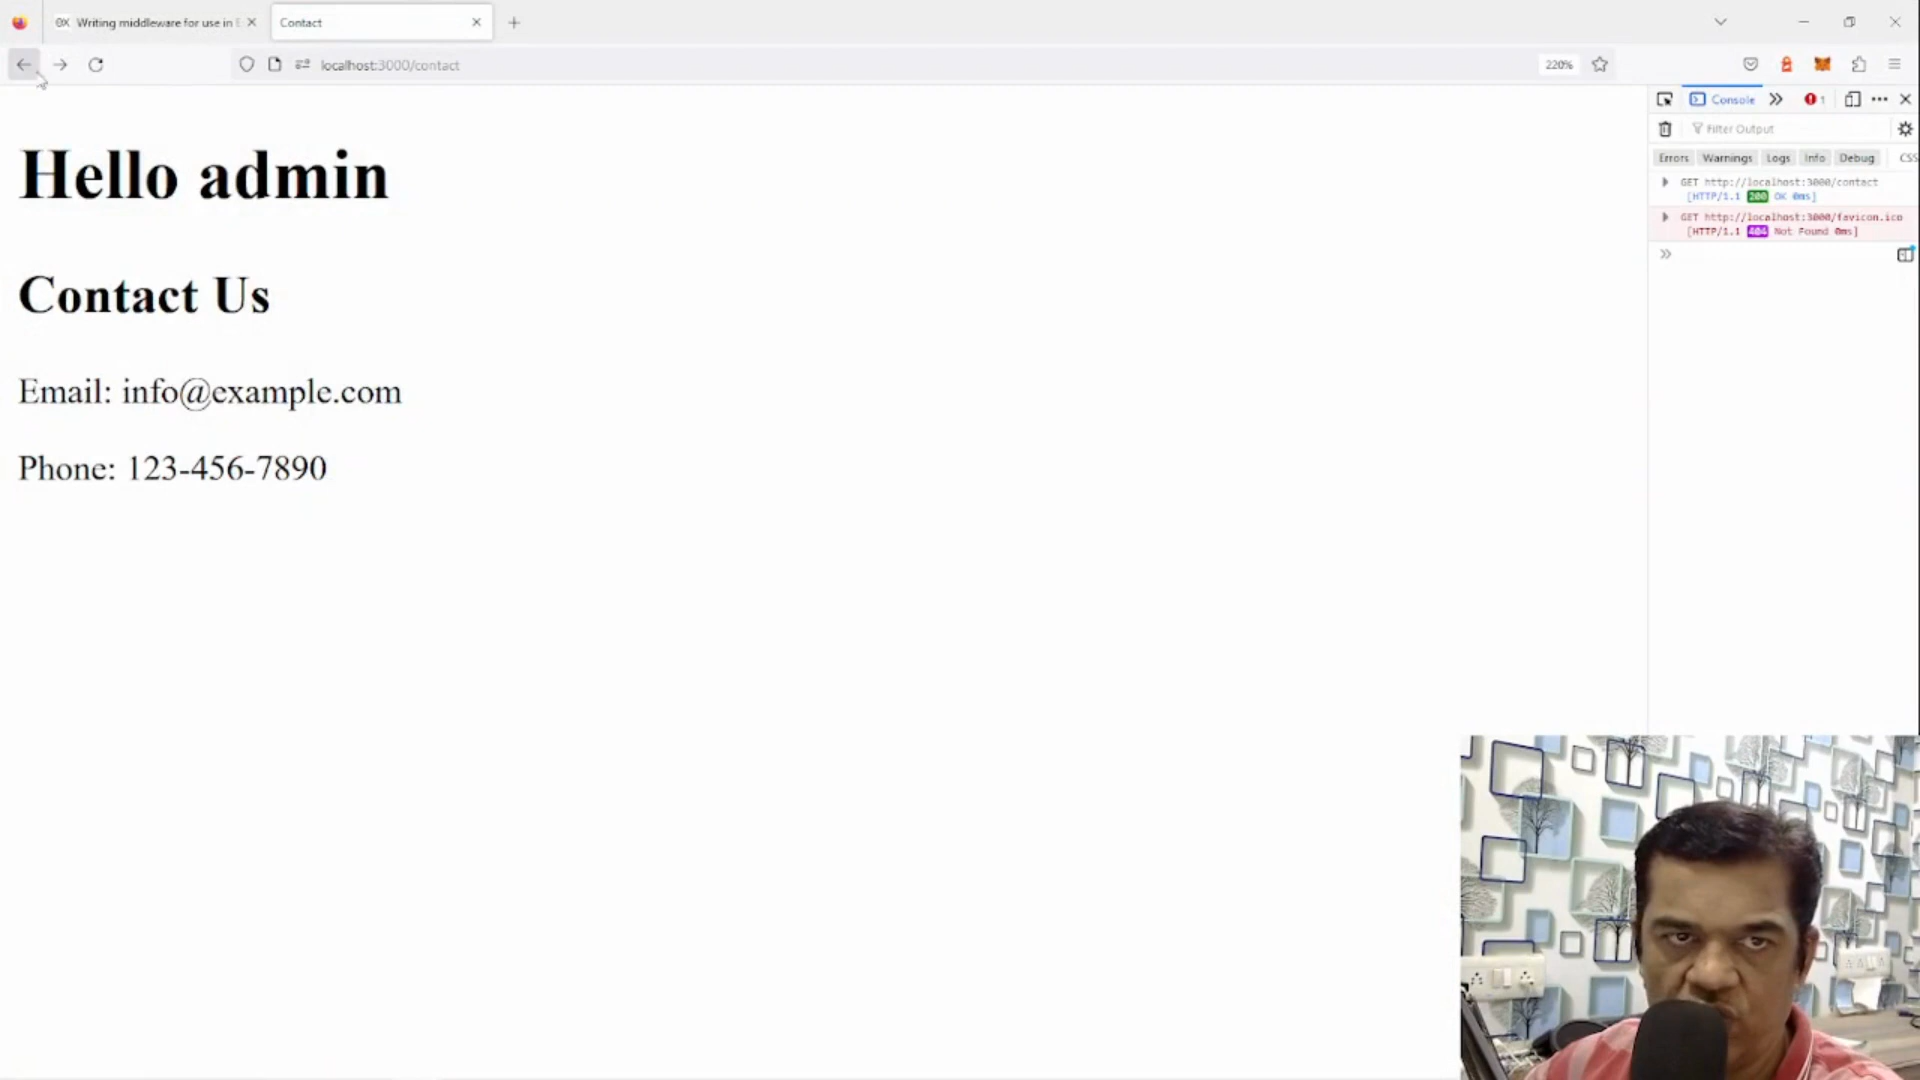 Writing middleware for use in E
Contact
localhost:3000/contact
220%
Console
1
Filter Output
Errors Warnings Logs Info Debug CSS
GET http://localhost:3000/contact
[HTTP/1.1 200 OK 0ms]
GET http://localhost:3000/favicon.ico
[HTTP/1.1 404 Not Found 0ms]
Hello admin
Contact Us
Email: info@example.com
Phone: 123-456-7890